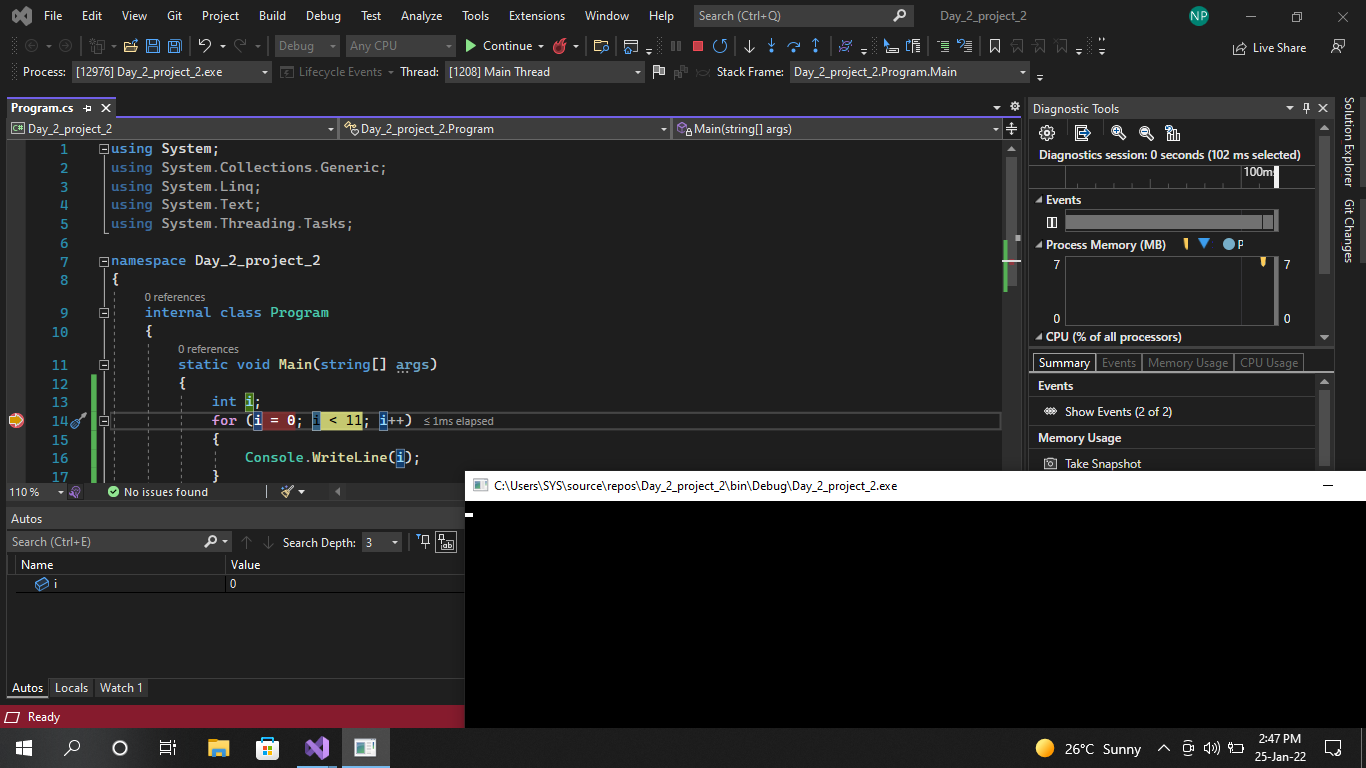 File Edit View Git Project Build Debug Test Analyze Tools Extensions Window Help Search (Ctrl+Q) Day_2_project_2 NP
Debug Any CPU Continue Live Share
Process: [12976] Day_2_project_2.exe Lifecycle Events Thread: [1208] Main Thread Stack Frame: Day_2_project_2.Program.Main
Program.cs
Day_2_project_2 Day_2_project_2.Program Main(string[] args)
1 using System;
2 using System.Collections.Generic;
3 using System.Linq;
4 using System.Text;
5 using System.Threading.Tasks;
6
7 namespace Day_2_project_2
8 {
0 references
9 internal class Program
10 {
0 references
11 static void Main(string[] args)
12 {
13 int i;
14 for (i = 0; i < 11; i++) ≤ 1ms elapsed
15 {
16 Console.WriteLine(i);
17 }
110 % No issues found
Diagnostic Tools
Diagnostics session: 0 seconds (102 ms selected)
100ms
Events
Process Memory (MB) P
7 7
0 0
CPU (% of all processors)
Summary Events Memory Usage CPU Usage
Events
Show Events (2 of 2)
Memory Usage
Take Snapshot
Solution Explorer
Git Changes
Autos
Search (Ctrl+E) Search Depth: 3
Name Value
i 0
Autos Locals Watch 1
Ready
C:\Users\SYS\source\repos\Day_2_project_2\bin\Debug\Day_2_project_2.exe
26°C Sunny
2:47 PM
25-Jan-22